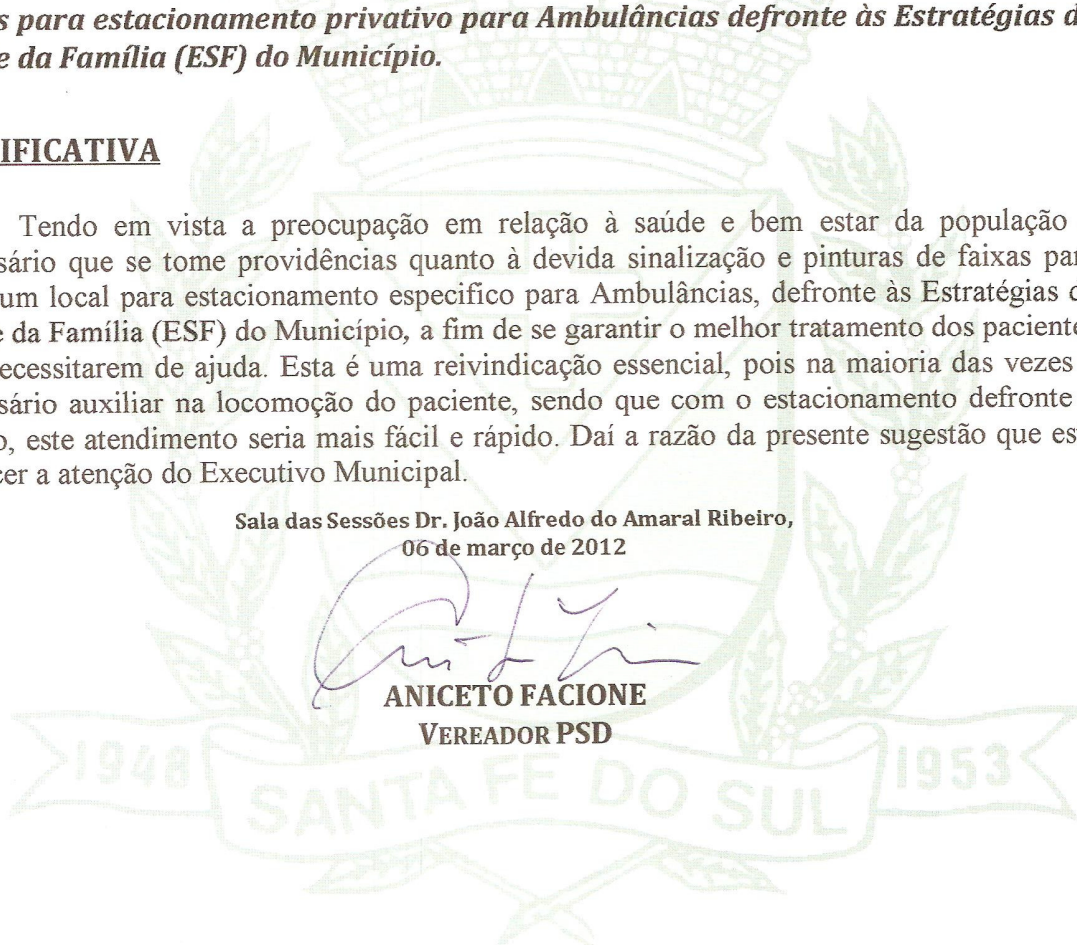 s para estacionamento privativo para Ambulâncias defronte às Estratégias d
e da Família (ESF) do Município.
IFICATIVA
Tendo em vista a preocupação em relação à saúde e bem estar da população
sário que se tome providências quanto à devida sinalização e pinturas de faixas par
um local para estacionamento especifico para Ambulâncias, defronte às Estratégias d
e da Família (ESF) do Município, a fim de se garantir o melhor tratamento dos paciente
ecessitarem de ajuda. Esta é uma reivindicação essencial, pois na maioria das vezes
sário auxiliar na locomoção do paciente, sendo que com o estacionamento defronte
o, este atendimento seria mais fácil e rápido. Daí a razão da presente sugestão que es
cer a atenção do Executivo Municipal.
Sala das Sessões Dr. João Alfredo do Amaral Ribeiro,
06 de março de 2012
ANICETO FACIONE
VEREADOR PSD
1948 SANTA FE DO SUL 1953